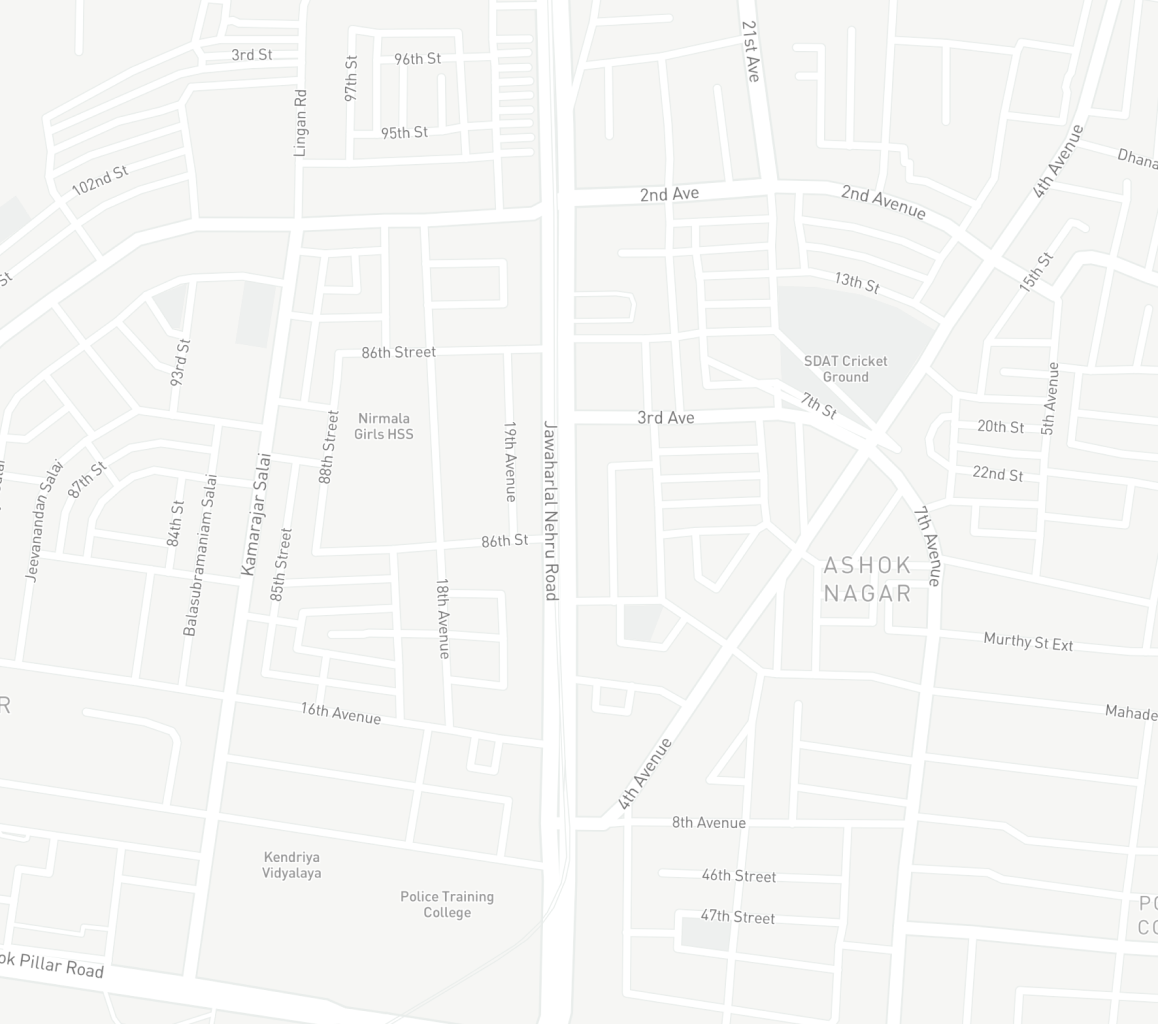 3rd St
96th St
97th St
21st Ave
Lingan Rd
95th St
4th Avenue
Dhana
102nd St
2nd Ave
2nd Avenue
St
13th St
15th St
86th Street
93rd St
SDAT Cricket
Ground
5th Avenue
Nirmala
Girls HSS
88th Street
7th St
3rd Ave
20th St
19th Avenue
Jawaharlal Nehru Road
22nd St
87th St
Jeevanandan Salai
84th St
Balasubramaniam Salai
Kamarajar Salai
85th Street
86th St
7th Avenue
ASHOK
NAGAR
18th Avenue
Murthy St Ext
R
16th Avenue
Mahade
4th Avenue
8th Avenue
Kendriya
Vidyalaya
46th Street
Police Training
College
47th Street
PO
CO
ok Pillar Road